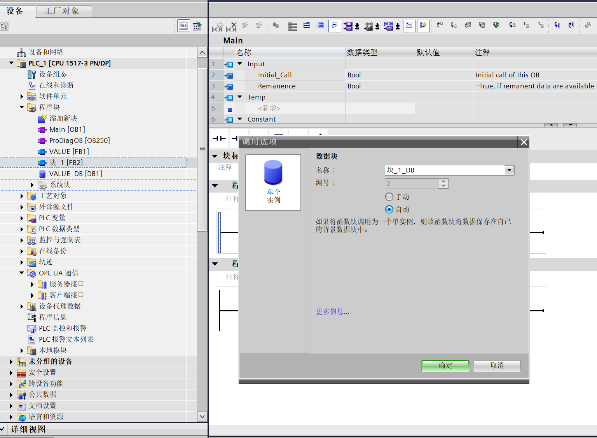 设备
工厂对象
设备和网络
PLC_1 [CPU 1517-3 PN/DP]
设备组态
在线和诊断
软件单元
程序块
添加新块
Main [OB1]
ProDiagOB [OB250]
VALUE [FB1]
块_1 [FB2]
VALUE_DB [DB1]
系统块
工艺对象
外部源文件
PLC 变量
PLC 数据类型
监控与强制表
在线备份
轨迹
OPC UA 通信
服务器接口
客户端接口
设备代理数据
程序信息
PLC 监控和报警
PLC 报警文本列表
本地模块
未分组的设备
安全设置
跨设备功能
公共数据
文档设置
语言和资源
详细视图
Main
名称 数据类型 默认值 注释
1 Input
2 Initial_Call Bool Initial call of this OB
3 Remanence Bool =True, if remanent data are available
4 Temp
5 <新增>
6 Constant
块标
注释
调用选项
单个
实例
数据块
名称: 块_1_DB
编号: 2
手动
自动
如果将函数块调用为一个单实例，则该函数块将数据保存在自己
的背景数据块中。
更多信息...
确定 取消